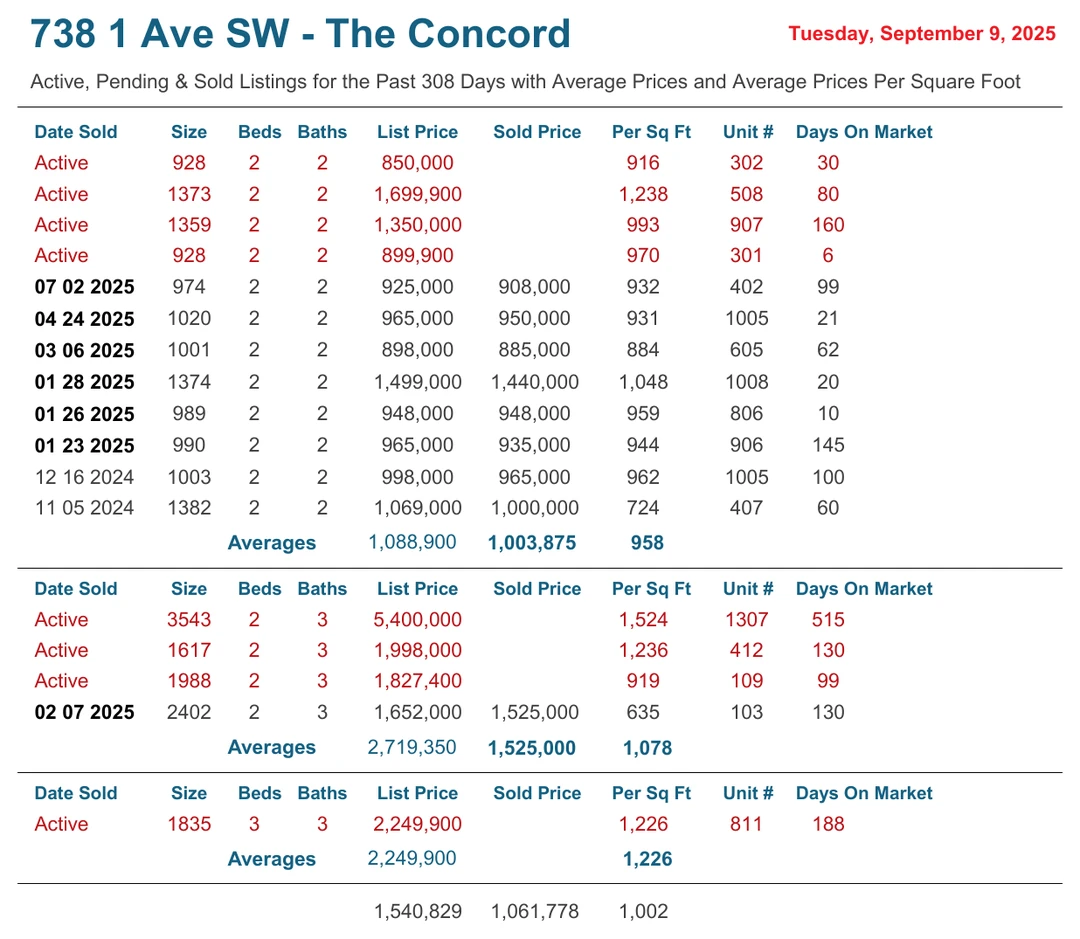 738 1 Ave SW - The Concord
Tuesday, September 9, 2025
Active, Pending & Sold Listings for the Past 308 Days with Average Prices and Average Prices Per Square Foot
Date Sold Size Beds Baths List Price Sold Price Per Sq Ft Unit # Days On Market
Active 928 2 2 850,000 916 302 30
Active 1373 2 2 1,699,900 1,238 508 80
Active 1359 2 2 1,350,000 993 907 160
Active 928 2 2 899,900 970 301 6
07 02 2025 974 2 2 925,000 908,000 932 402 99
04 24 2025 1020 2 2 965,000 950,000 931 1005 21
03 06 2025 1001 2 2 898,000 885,000 884 605 62
01 28 2025 1374 2 2 1,499,000 1,440,000 1,048 1008 20
01 26 2025 989 2 2 948,000 948,000 959 806 10
01 23 2025 990 2 2 965,000 935,000 944 906 145
12 16 2024 1003 2 2 998,000 965,000 962 1005 100
11 05 2024 1382 2 2 1,069,000 1,000,000 724 407 60
Averages 1,088,900 1,003,875 958
Date Sold Size Beds Baths List Price Sold Price Per Sq Ft Unit # Days On Market
Active 3543 2 3 5,400,000 1,524 1307 515
Active 1617 2 3 1,998,000 1,236 412 130
Active 1988 2 3 1,827,400 919 109 99
02 07 2025 2402 2 3 1,652,000 1,525,000 635 103 130
Averages 2,719,350 1,525,000 1,078
Date Sold Size Beds Baths List Price Sold Price Per Sq Ft Unit # Days On Market
Active 1835 3 3 2,249,900 1,226 811 188
Averages 2,249,900 1,226
1,540,829 1,061,778 1,002